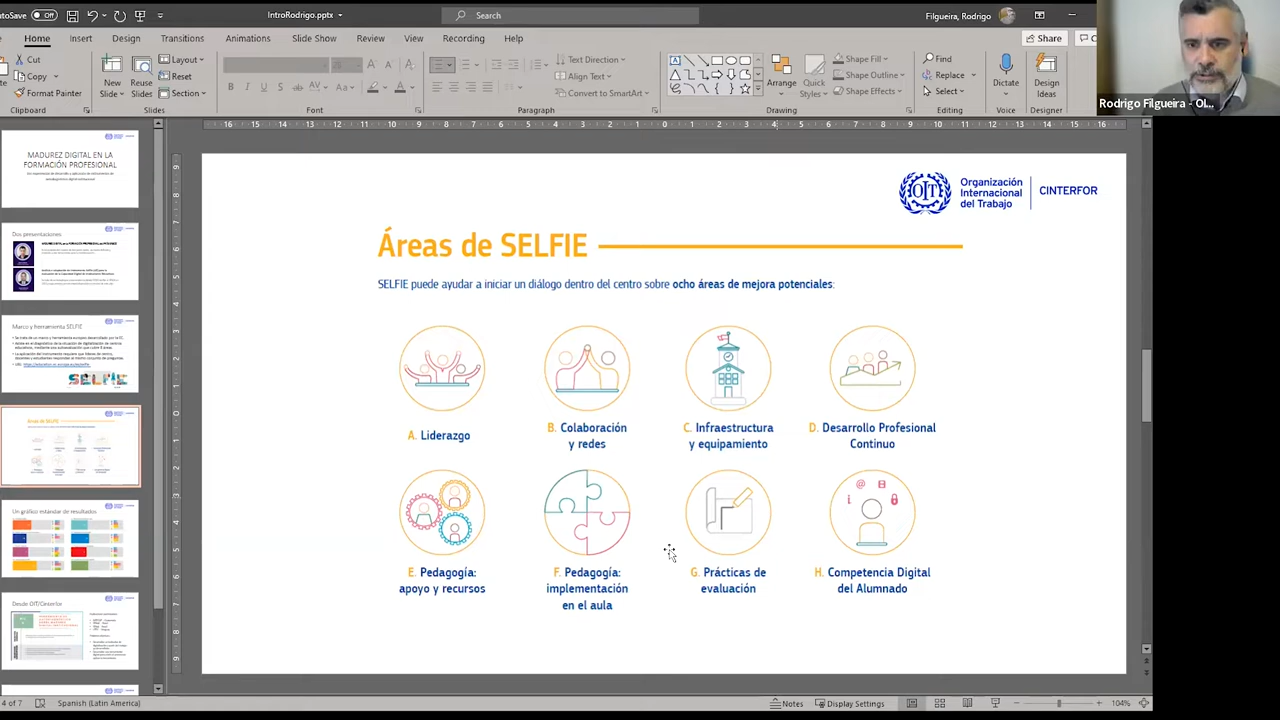 AutoSave Off
IntroRodrigo.pptx
Search
Filgueira, Rodrigo
Home Insert Design Transitions Animations Slide Show Review View Recording Help
Share
Cut
Copy
Format Painter
Clipboard
New
Slide
Reuse
Slides
Layout
Reset
Section
Slides
Font
Text Direction
Align Text
Convert to SmartArt
Paragraph
Arrange
Quick
Styles
Shape Fill
Shape Outline
Shape Effects
Drawing
Find
Replace
Select
Editing
Dictate
Voice
Design
Ideas
Designer
Rodrigo Filgueira - OI...
MADUREZ DIGITAL EN LA
FORMACIÓN PROFESIONAL
Dos presentaciones
Marco y herramienta SELFIE
SELFIE
Áreas de SELFIE
Un gráfico estándar de resultados
Desde OIT/Cinterfor
OIT
Organización
Internacional
del Trabajo
CINTERFOR
Áreas de SELFIE
SELFIE puede ayudar a iniciar un diálogo dentro del centro sobre ocho áreas de mejora potenciales:
A. Liderazgo
B. Colaboración
y redes
C. Infraestructura
y equipamiento
D. Desarrollo Profesional
Continuo
E. Pedagogía:
apoyo y recursos
F. Pedagogía:
implementación
en el aula
G. Prácticas de
evaluación
H. Competencia Digital
del Alumnado
4 of 7
Spanish (Latin America)
Notes
Display Settings
104%